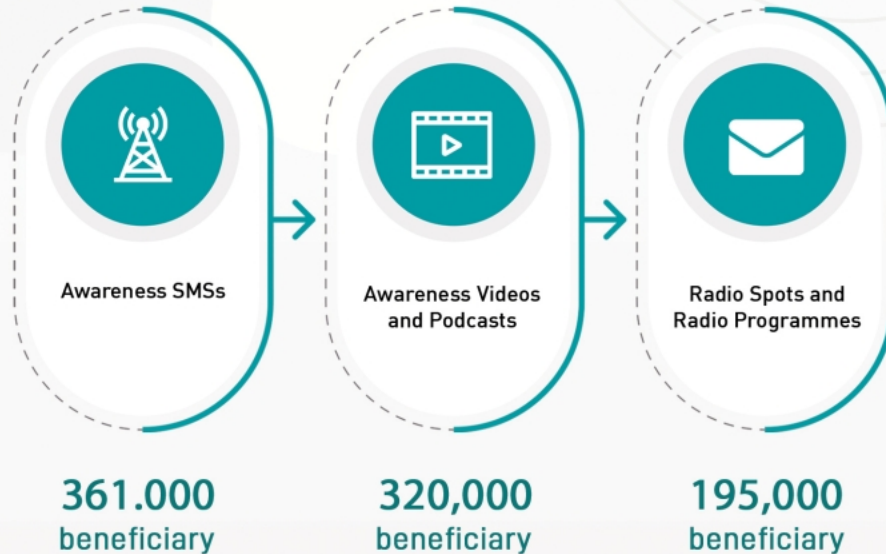 Awareness SMSs
Awareness Videos
and Podcasts
Radio Spots and
Radio Programmes
361.000
beneficiary
320,000
beneficiary
195,000
beneficiary